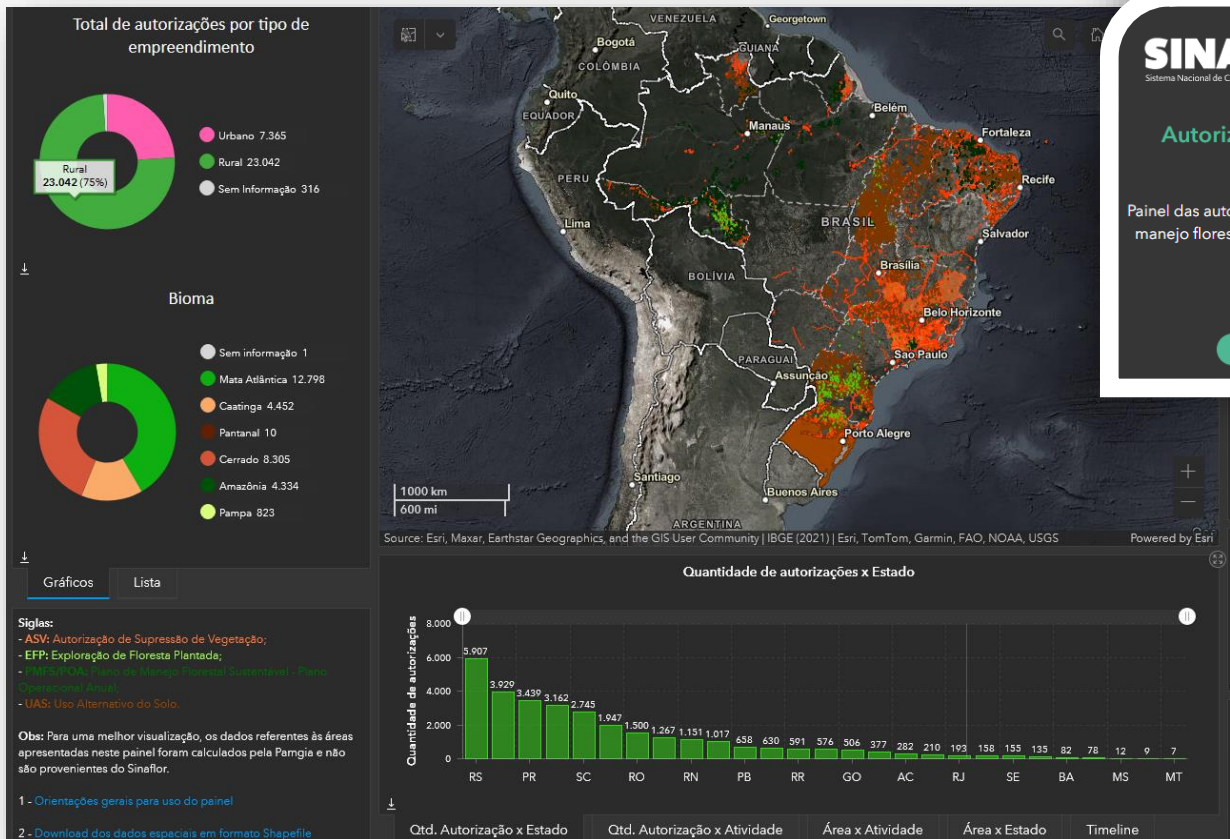 Total de autorizações por tipo de
empreendimento
Urbano 7.365
Rural 23.042
Sem Informação 316
Rural
23.042 (75%)
Bioma
Sem informação 1
Mata Atlântica 12.798
Caatinga 4.452
Pantanal 10
Cerrado 8.305
Amazônia 4.334
Pampa 823
Gráficos
Lista
Siglas:
- ASV: Autorização de Supressão de Vegetação;
- EFP: Exploração de Floresta Plantada;
- PMFS/POA: Plano de Manejo Florestal Sustentável - Plano
Operacional Anual;
- UAS: Uso Alternativo do Solo.
Obs: Para uma melhor visualização, os dados referentes às áreas
apresentadas neste painel foram calculados pela Pamgia e não
são provenientes do Sinaflor.
1 - Orientações gerais para uso do painel
2 - Download dos dados espaciais em formato Shapefile
VENEZUELA
Georgetown
Bogotá
GUIANA
COLÔMBIA
Quito
EQUADOR
Belém
Manaus
Fortaleza
PERU
Recife
Lima
BRASIL
Salvador
Brasília
BOLÍVIA
Belo Horizonte
PARAGUAI
Sao Paulo
Assunção
Porto Alegre
Santiago
Buenos Aires
ARGENTINA
1000 km
600 mi
Source: Esri, Maxar, Earthstar Geographics, and the GIS User Community | IBGE (2021) | Esri, TomTom, Garmin, FAO, NOAA, USGS
Powered by Esri
SINA
Sistema Nacional de C
Autoriz
Painel das auto
manejo flores
Quantidade de autorizações x Estado
Quantidade de autorizações
8.000
6.000
4.000
2.000
0
5.907 3.929 3.439 3.162 2.745 1.947 1.500 1.267 1.151 1.017 658 630 591 576 506 377 282 210 193 158 155 135 82 78 12 9 7
RS PR SC RO RN PB RR GO AC RJ SE BA MS MT
Qtd. Autorização x Estado
Qtd. Autorização x Atividade
Área x Atividade
Área x Estado
Timeline